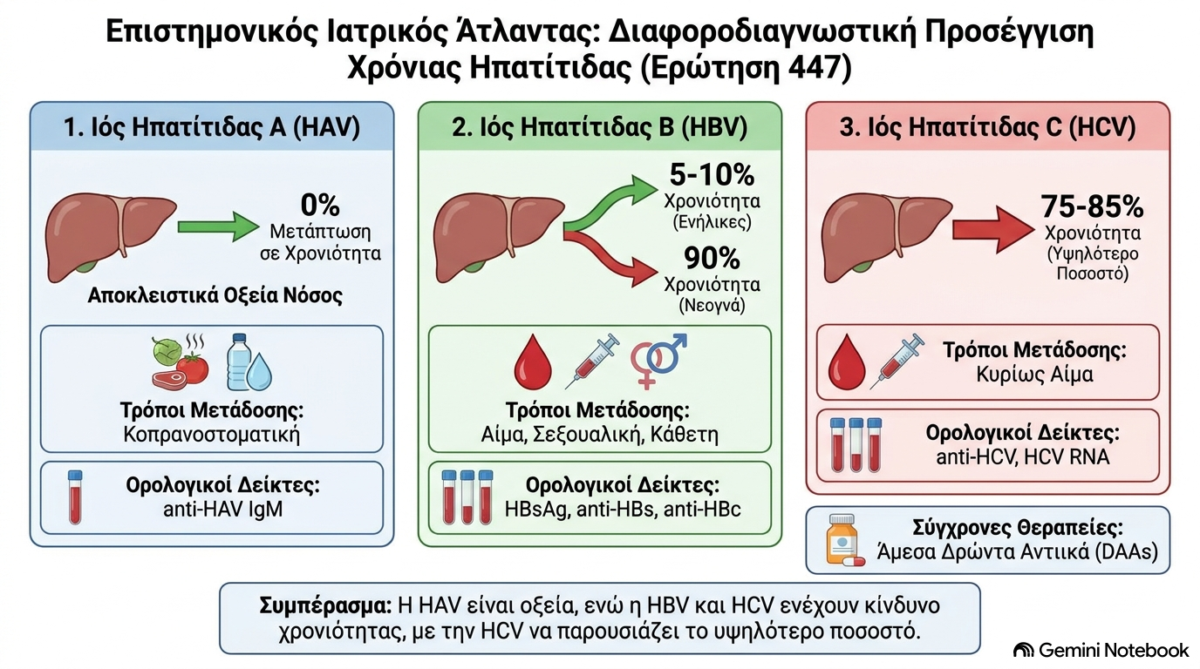 Επιστημονικός Ιατρικός Άτλαντας: Διαφοροδιαγνωστική Προσέγγιση
Χρόνιας Ηπατίτιδας (Ερώτηση 447)
1. Ιός Ηπατίτιδας A (HAV)
0%
Μετάπτωση
σε Χρονιότητα
Αποκλειστικά Οξεία Νόσος
Τρόποι Μετάδοσης:
Κοπρανοστοματική
Ορολογικοί Δείκτες:
anti-HAV IgM
2. Ιός Ηπατίτιδας B (HBV)
5-10%
Χρονιότητα
(Ενήλικες)
90%
Χρονιότητα
(Νεογνά)
Τρόποι Μετάδοσης:
Αίμα, Σεξουαλική, Κάθετη
Ορολογικοί Δείκτες:
HBsAg, anti-HBs, anti-HBc
3. Ιός Ηπατίτιδας C (HCV)
75-85%
Χρονιότητα
(Υψηλότερο
Ποσοστό)
Τρόποι Μετάδοσης:
Κυρίως Αίμα
Ορολογικοί Δείκτες:
anti-HCV, HCV RNA
Σύγχρονες Θεραπείες:
Άμεσα Δρώντα Αντιικά (DAAs)
Συμπέρασμα: Η HAV είναι οξεία, ενώ η HBV και HCV ενέχουν κίνδυνο
χρονιότητας, με την HCV να παρουσιάζει το υψηλότερο ποσοστό.
Gemini Notebook